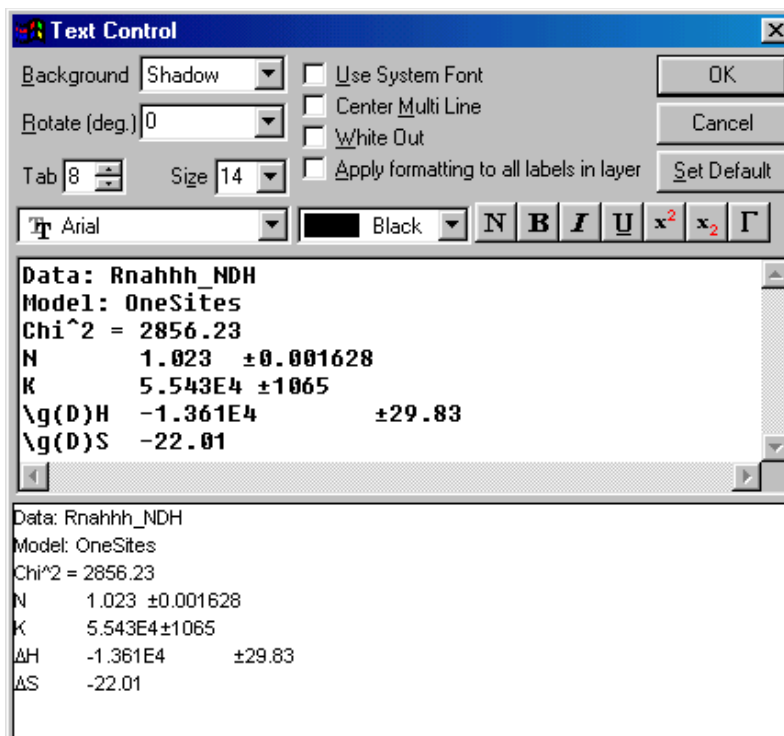 Text Control
Background Shadow
Rotate (deg.) 0
Tab 8 Size 14
Use System Font
Center Multi Line
White Out
Apply formatting to all labels in layer
OK
Cancel
Set Default
Arial Black N B I U x² x₂ Γ
Data: Rnahhh_NDH
Model: OneSites
Chi^2 = 2856.23
N 1.023 ±0.001628
K 5.543E4 ±1065
\g(D)H -1.361E4 ±29.83
\g(D)S -22.01
Data: Rnahhh_NDH
Model: OneSites
Chi^2 = 2856.23
N 1.023 ±0.001628
K 5.543E4±1065
ΔH -1.361E4 ±29.83
ΔS -22.01